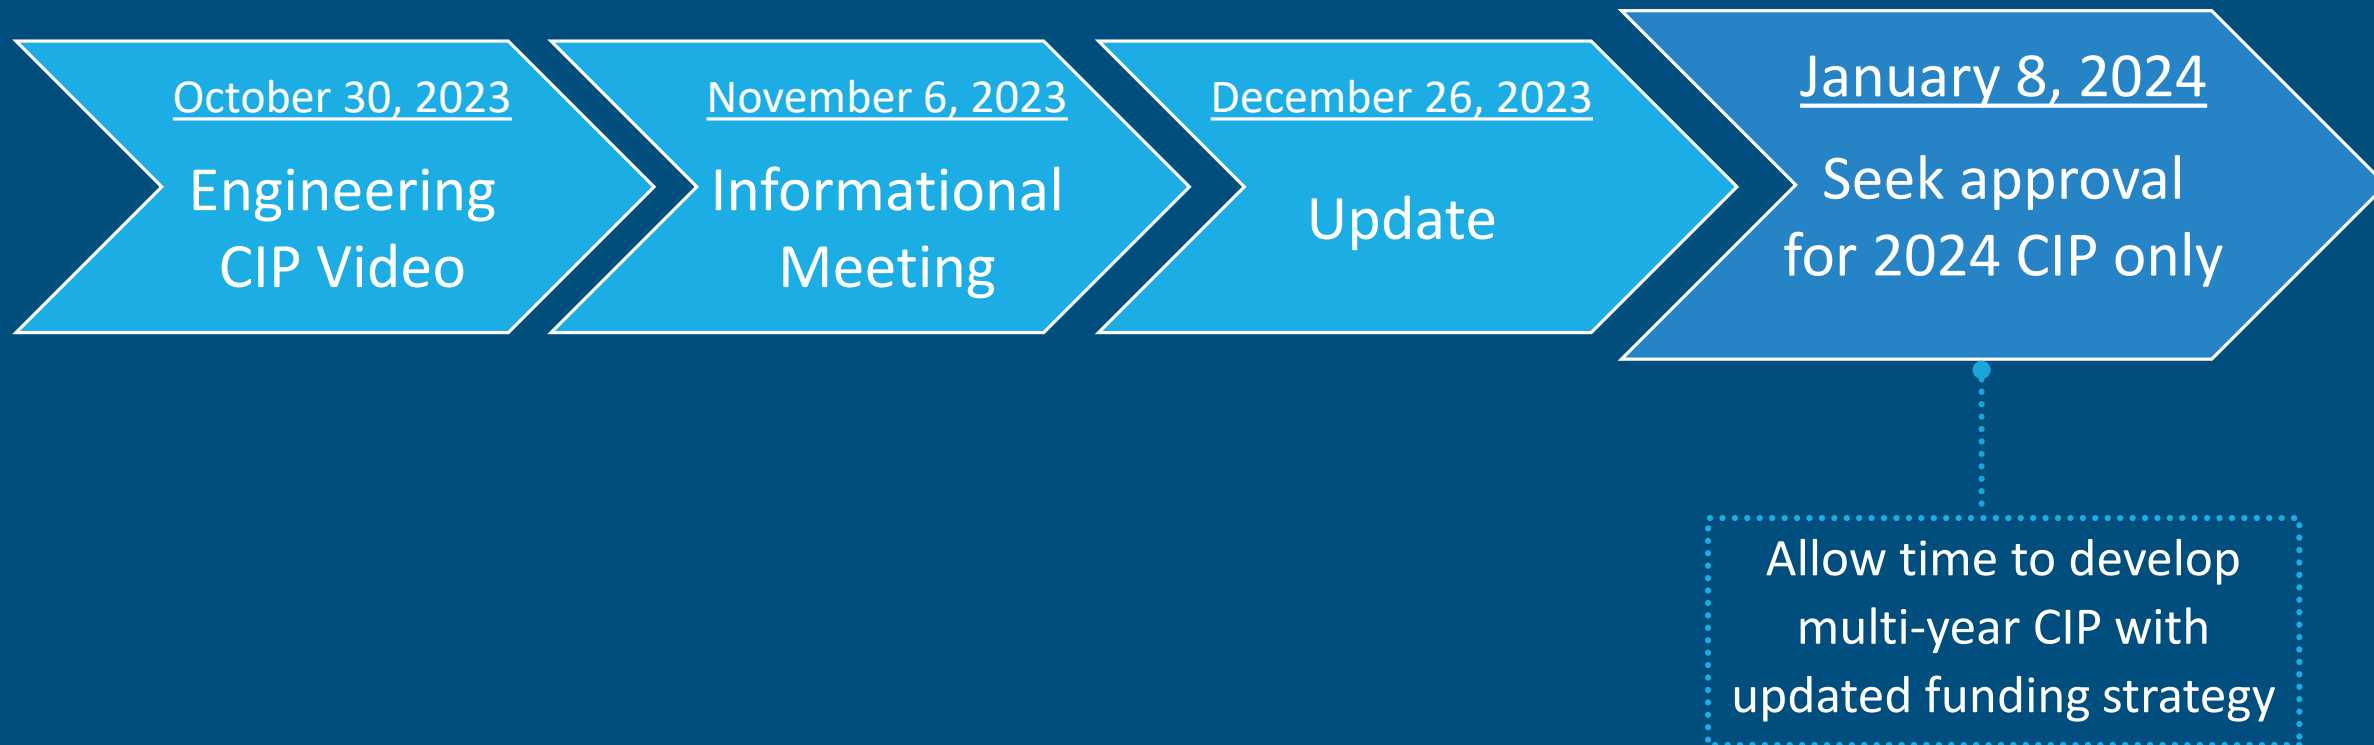 October 30, 2023
Engineering
CIP Video
November 6, 2023
Informational
Meeting
December 26, 2023
Update
January 8, 2024
Seek approval
for 2024 CIP only
Allow time to develop
multi-year CIP with
updated funding strategy